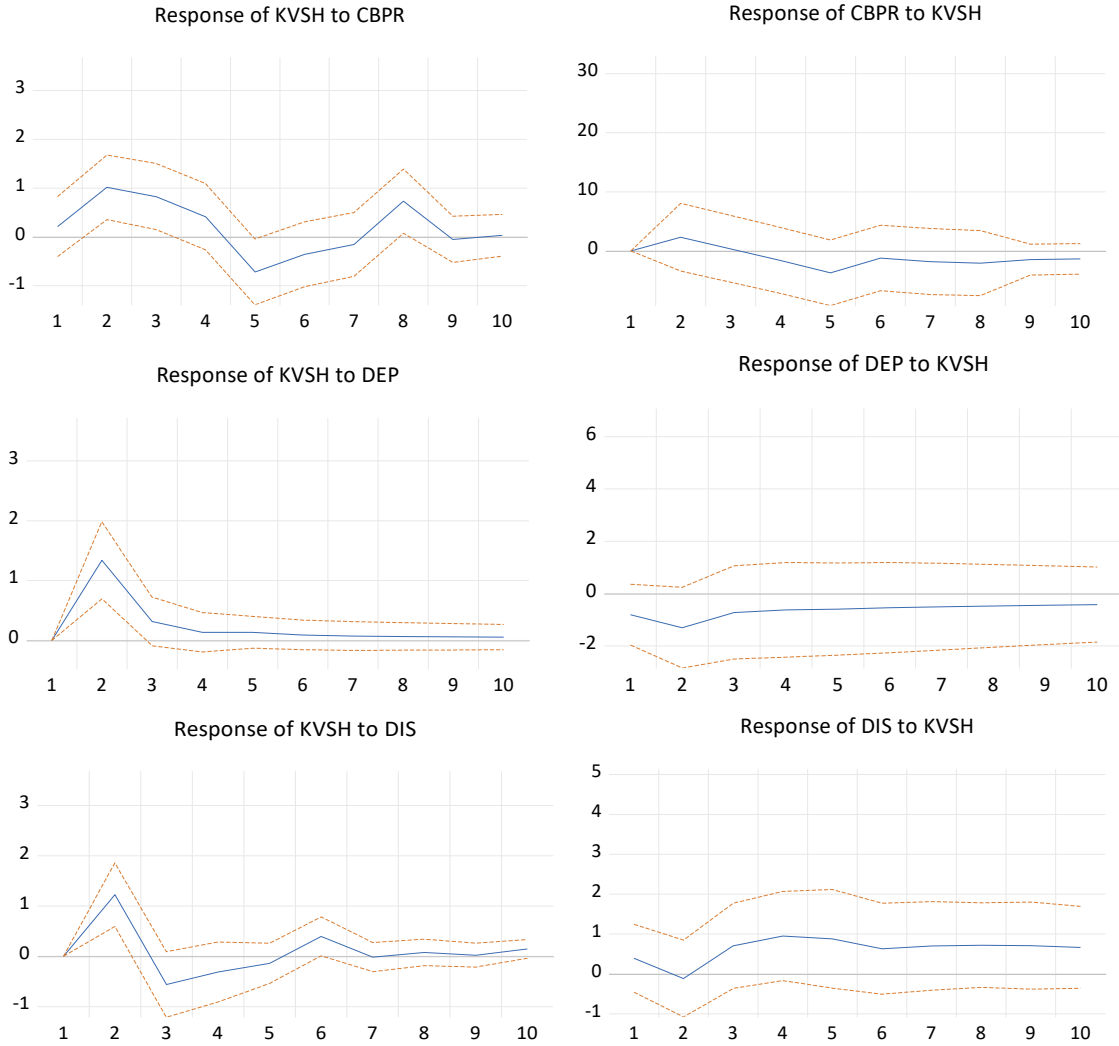 Response of KVSH to CBPR
3
2
1
0
-1
1 2 3 4 5 6 7 8 9 10
Response of CBPR to KVSH
30
20
10
0
1 2 3 4 5 6 7 8 9 10
Response of KVSH to DEP
3
2
1
0
1 2 3 4 5 6 7 8 9 10
Response of DEP to KVSH
6
4
2
0
-2
1 2 3 4 5 6 7 8 9 10
Response of KVSH to DIS
3
2
1
0
-1
1 2 3 4 5 6 7 8 9 10
Response of DIS to KVSH
5
4
3
2
1
0
-1
1 2 3 4 5 6 7 8 9 10